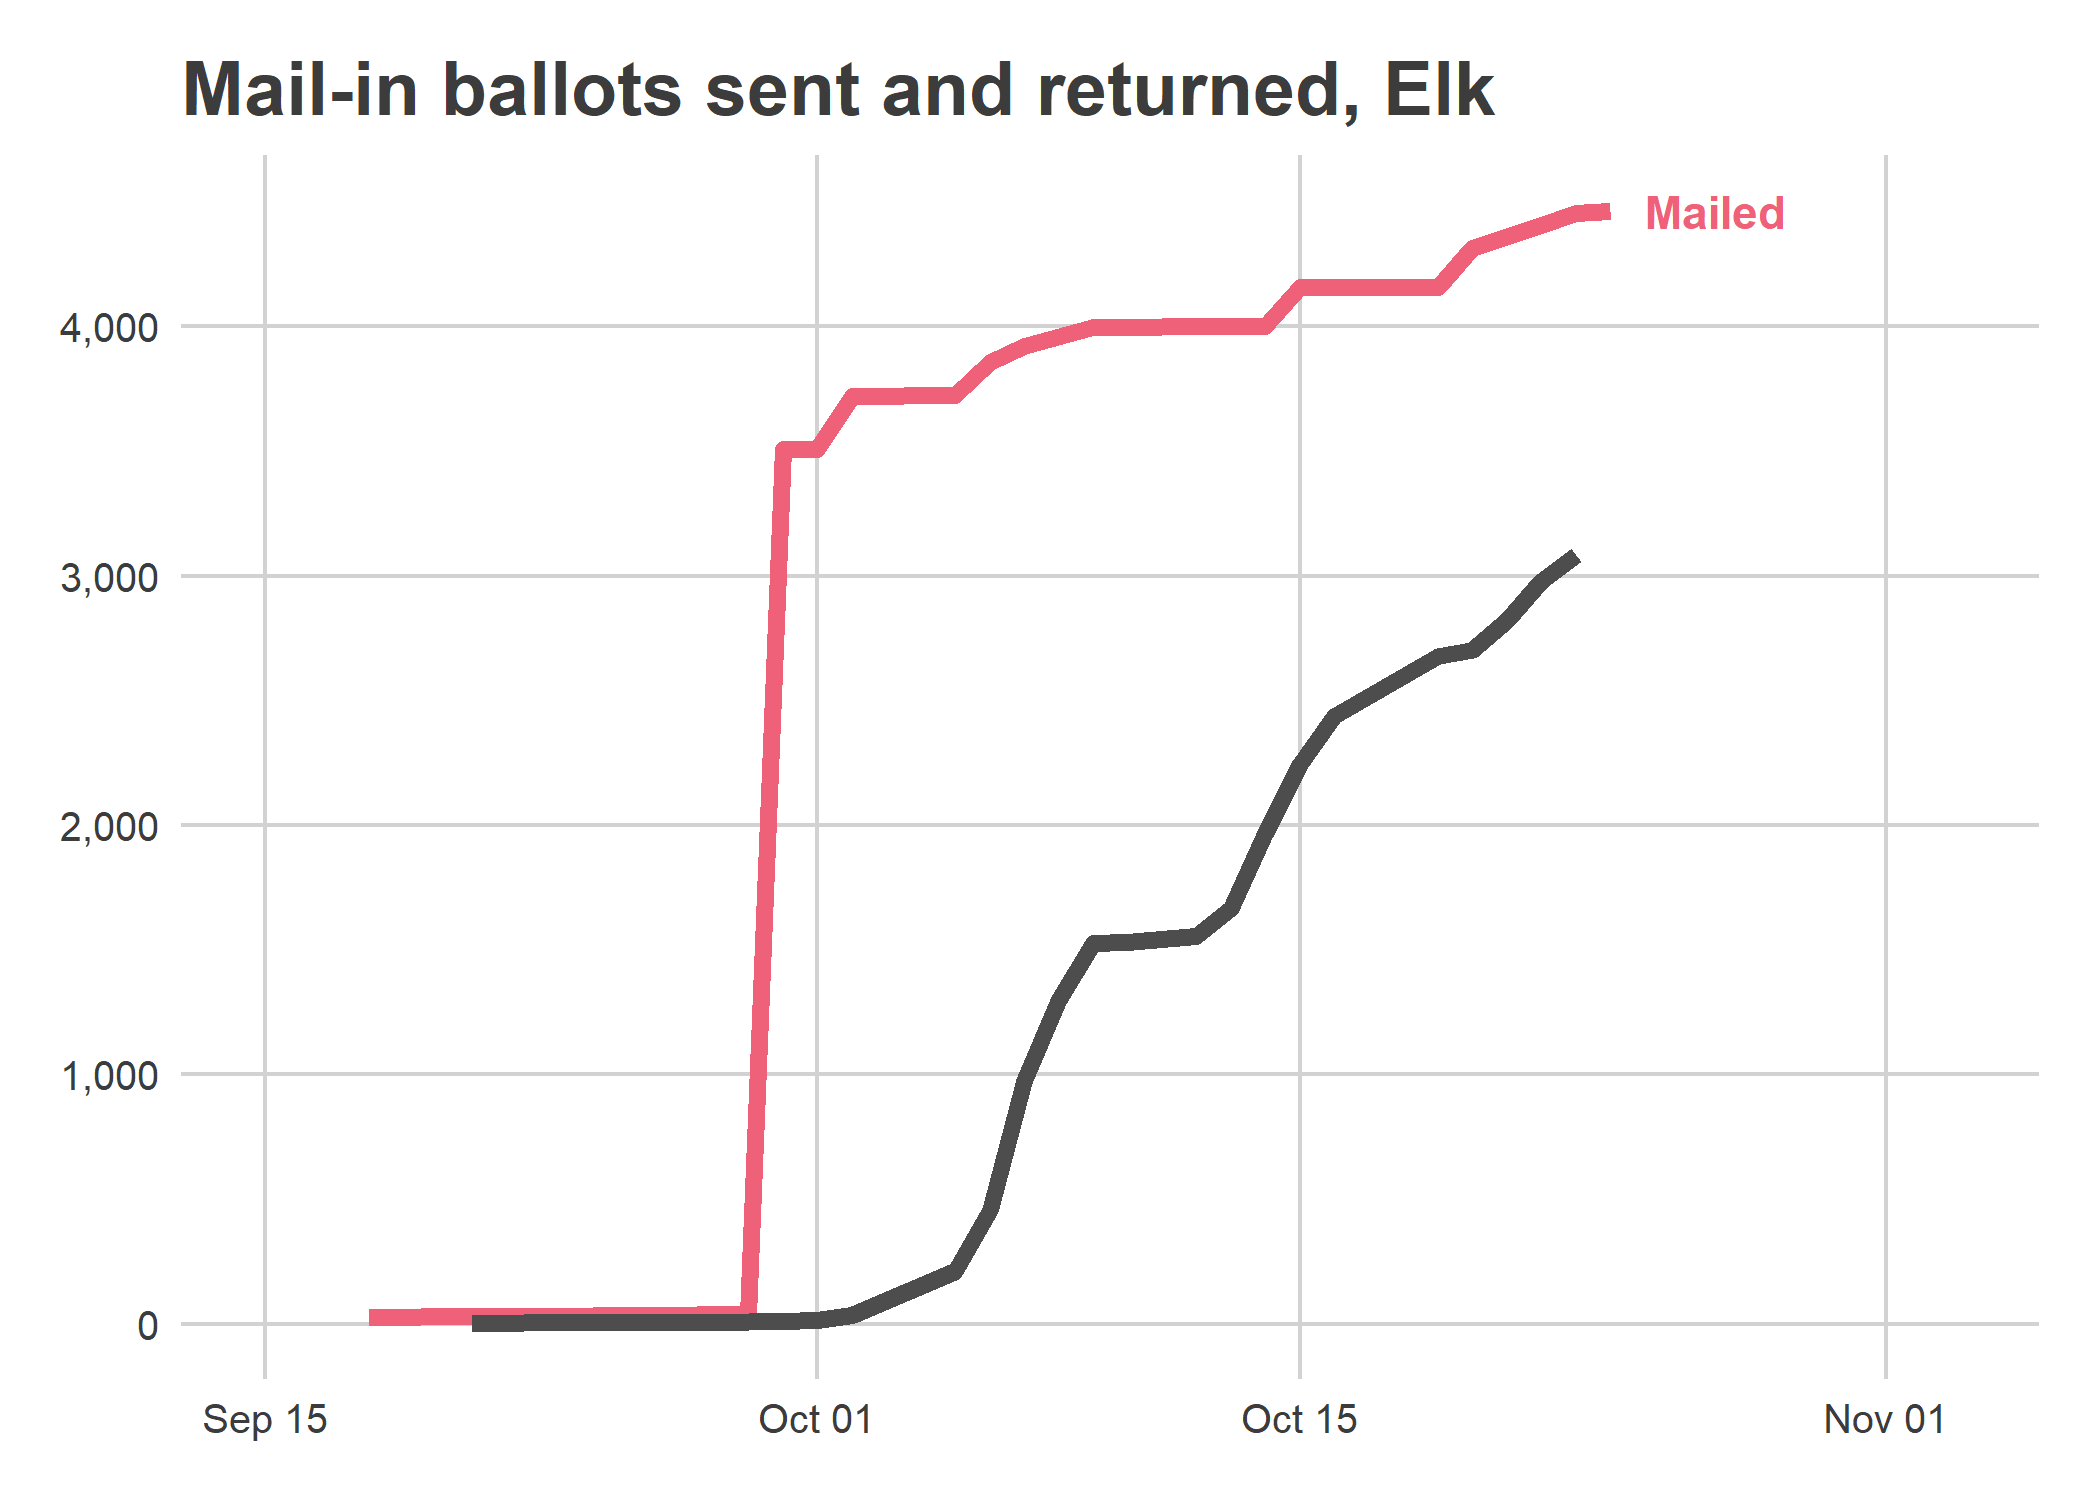 Mail-in ballots sent and returned, Elk
Mailed
4,000
3,000
2,000
1,000
0
Sep 15
Oct 01
Oct 15
Nov 01